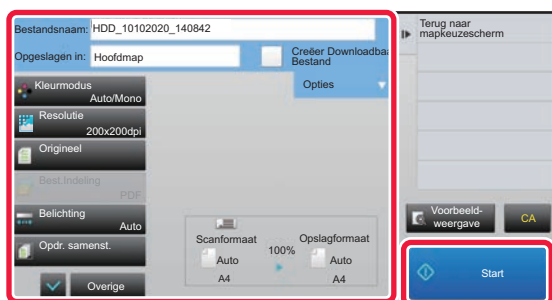 Bestandsnaam: HDD_10102020_140842
Opgeslagen in: Hoofdmap
Creëer Downloadbaa
Bestand
Opties
Kleurmodus
Auto/Mono
Resolutie
200x200dpi
Origineel
Best.Indeling
PDF
Belichting
Auto
Opdr. samenst.
Overige
Scanformaat
Auto
A4
100%
Opslagformaat
Auto
A4
Terug naar
mapkeuzescherm
Voorbeeld-
weergave
CA
Start